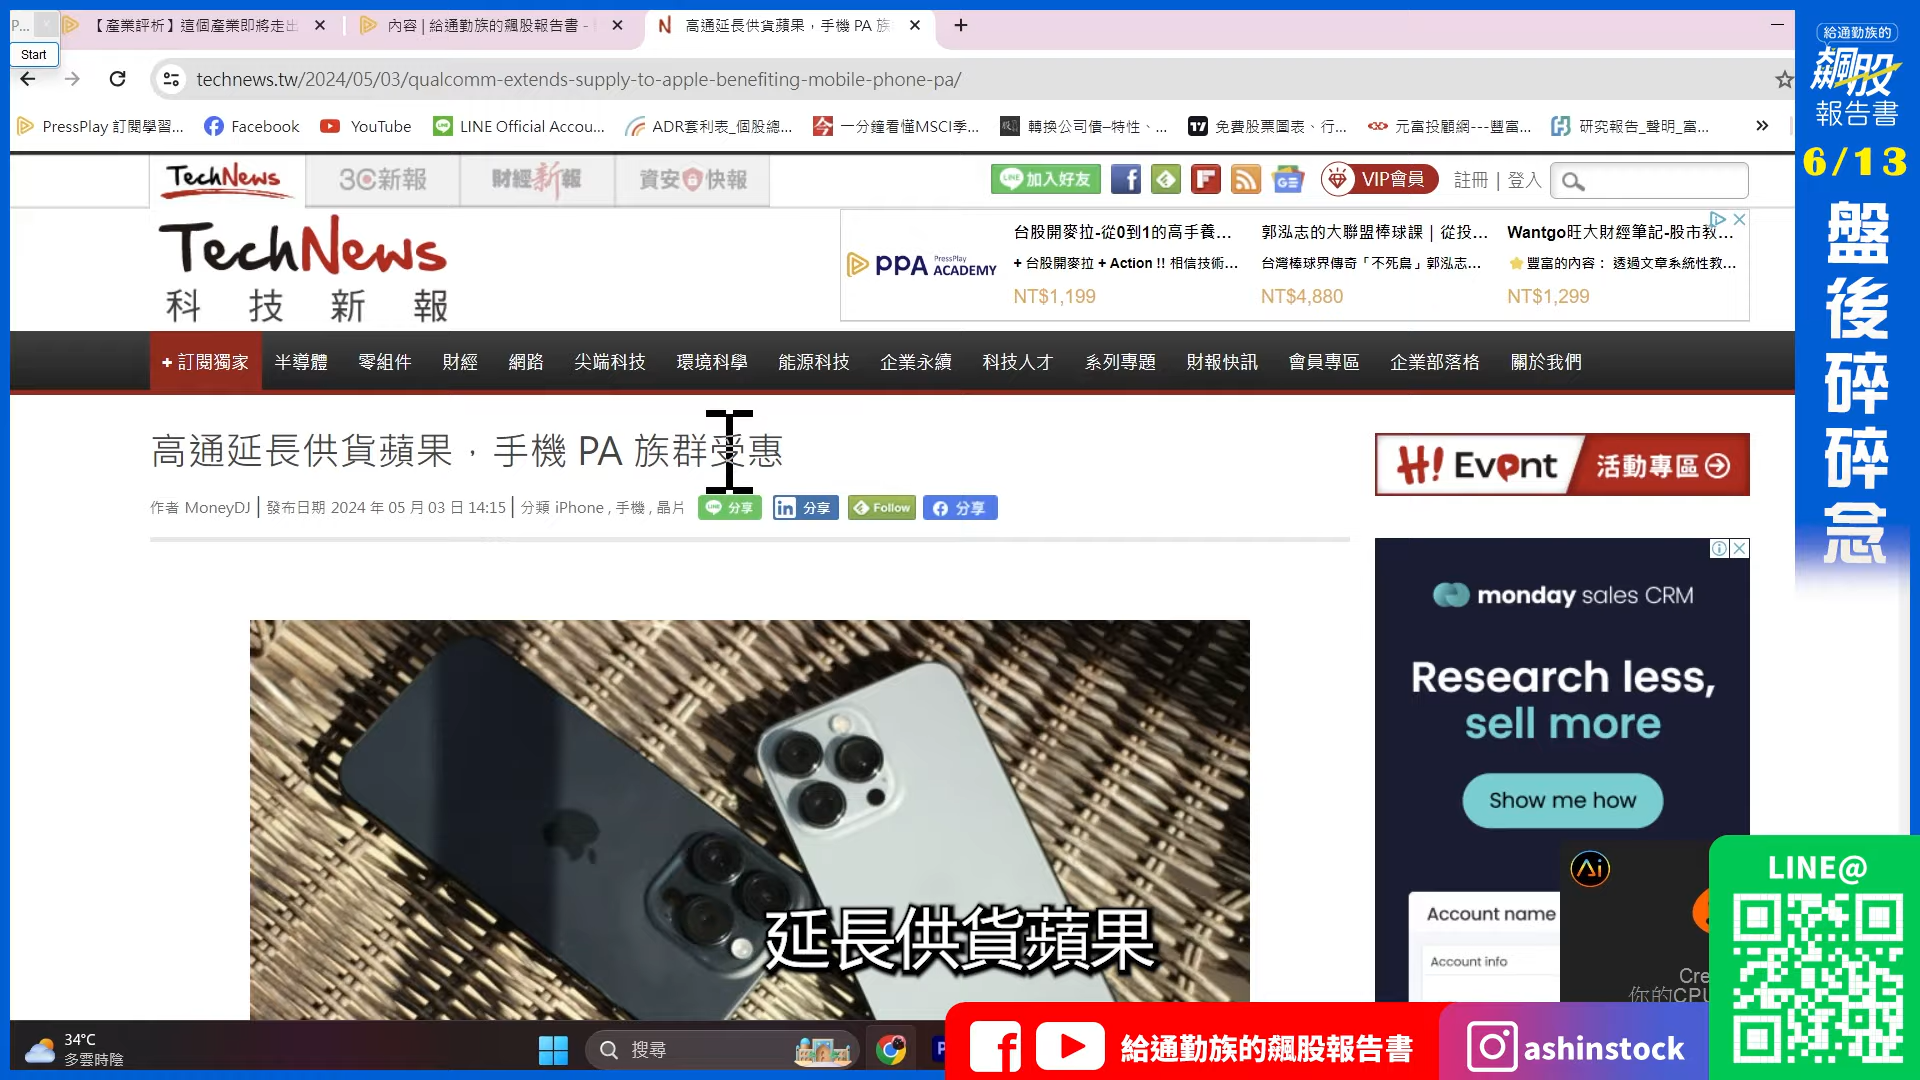 P...
【產業評析】這個產業即將走出
內容 | 給通勤族的飆股報告書 -
高通延長供貨蘋果，手機 PA 族
Start
technews.tw/2024/05/03/qualcomm-extends-supply-to-apple-benefiting-mobile-phone-pa/
PressPlay 訂閱學習...
Facebook
YouTube
LINE Official Accou...
ADR套利表_個股總...
一分鐘看懂MSCI季...
轉換公司債–特性、...
免費股票圖表、行...
元富投顧網---豐富...
研究報告_聲明_富...
TechNews
3C新報
財經新報
資安快報
加入好友
VIP會員
註冊 | 登入
TechNews
科技新報
PressPlay
PPA ACADEMY
台股開麥拉-從0到1的高手養...
+ 台股開麥拉 + Action !! 相信技術...
NT$1,199
郭泓志的大聯盟棒球課｜從投...
台灣棒球界傳奇「不死鳥」郭泓志...
NT$4,880
Wantgo旺大財經筆記-股市教...
豐富的內容： 透過文章系統性教...
NT$1,299
+ 訂閱獨家
半導體
零組件
財經
網路
尖端科技
環境科學
能源科技
企業永續
科技人才
系列專題
財報快訊
會員專區
企業部落格
關於我們
高通延長供貨蘋果，手機 PA 族群受惠
作者 MoneyDJ | 發布日期 2024 年 05 月 03 日 14:15 | 分類 iPhone , 手機 , 晶片
分享
分享
Follow
分享
H! Event 活動專區
monday sales CRM
Research less,
sell more
Show me how
Account name
Account info
Ai
Cre
你的CPU
延長供貨蘋果
給通勤族的
飆股
報告書
6/13
盤後碎碎念
LINE@
34°C
多雲時陰
搜尋
給通勤族的飆股報告書
ashinstock